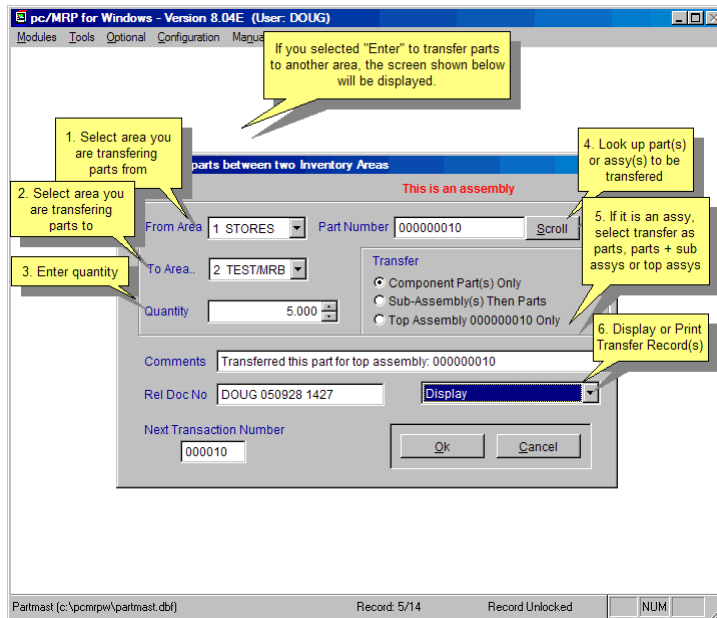 pc/MRP for Windows - Version 8.04E (User: DOUG)
Modules Tools Optional Configuration
If you selected "Enter" to transfer parts
to another area, the screen shown below
will be displayed.
1. Select area you
are transfering
parts from
parts between two Inventory Areas
4. Look up part(s)
or assy(s) to be
transfered
This is an assembly
2. Select area you
are transfering
parts to
From Area 1 STORES
Part Number 000000010 Scroll
5. If it is an assy,
select transfer as
parts, parts + sub
assys or top assys
3. Enter quantity
To Area.. 2 TEST/MRB
Transfer
Component Part(s) Only
Sub-Assembly(s) Then Parts
Top Assembly 000000010 Only
Quantity 5.000
6. Display or Print
Transfer Record(s)
Comments Transferred this part for top assembly: 000000010
Rel Doc No DOUG 050928 1427 Display
Next Transaction Number
000010
Ok Cancel
Partmast (c:\pcmrpw\partmast.dbf) Record: 5/14 Record Unlocked NUM